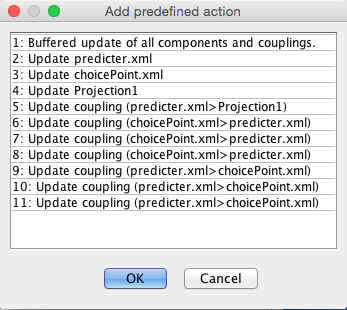 Add predefined action
1: Buffered update of all components and couplings.
2: Update predicter.xml
3: Update choicePoint.xml
4: Update Projection1
5: Update coupling (predicter.xml>Projection1)
6: Update coupling (choicePoint.xml>predicter.xml)
7: Update coupling (choicePoint.xml>predicter.xml)
8: Update coupling (choicePoint.xml>predicter.xml)
9: Update coupling (predicter.xml>choicePoint.xml)
10: Update coupling (predicter.xml>choicePoint.xml)
11: Update coupling (predicter.xml>choicePoint.xml)
OK
Cancel